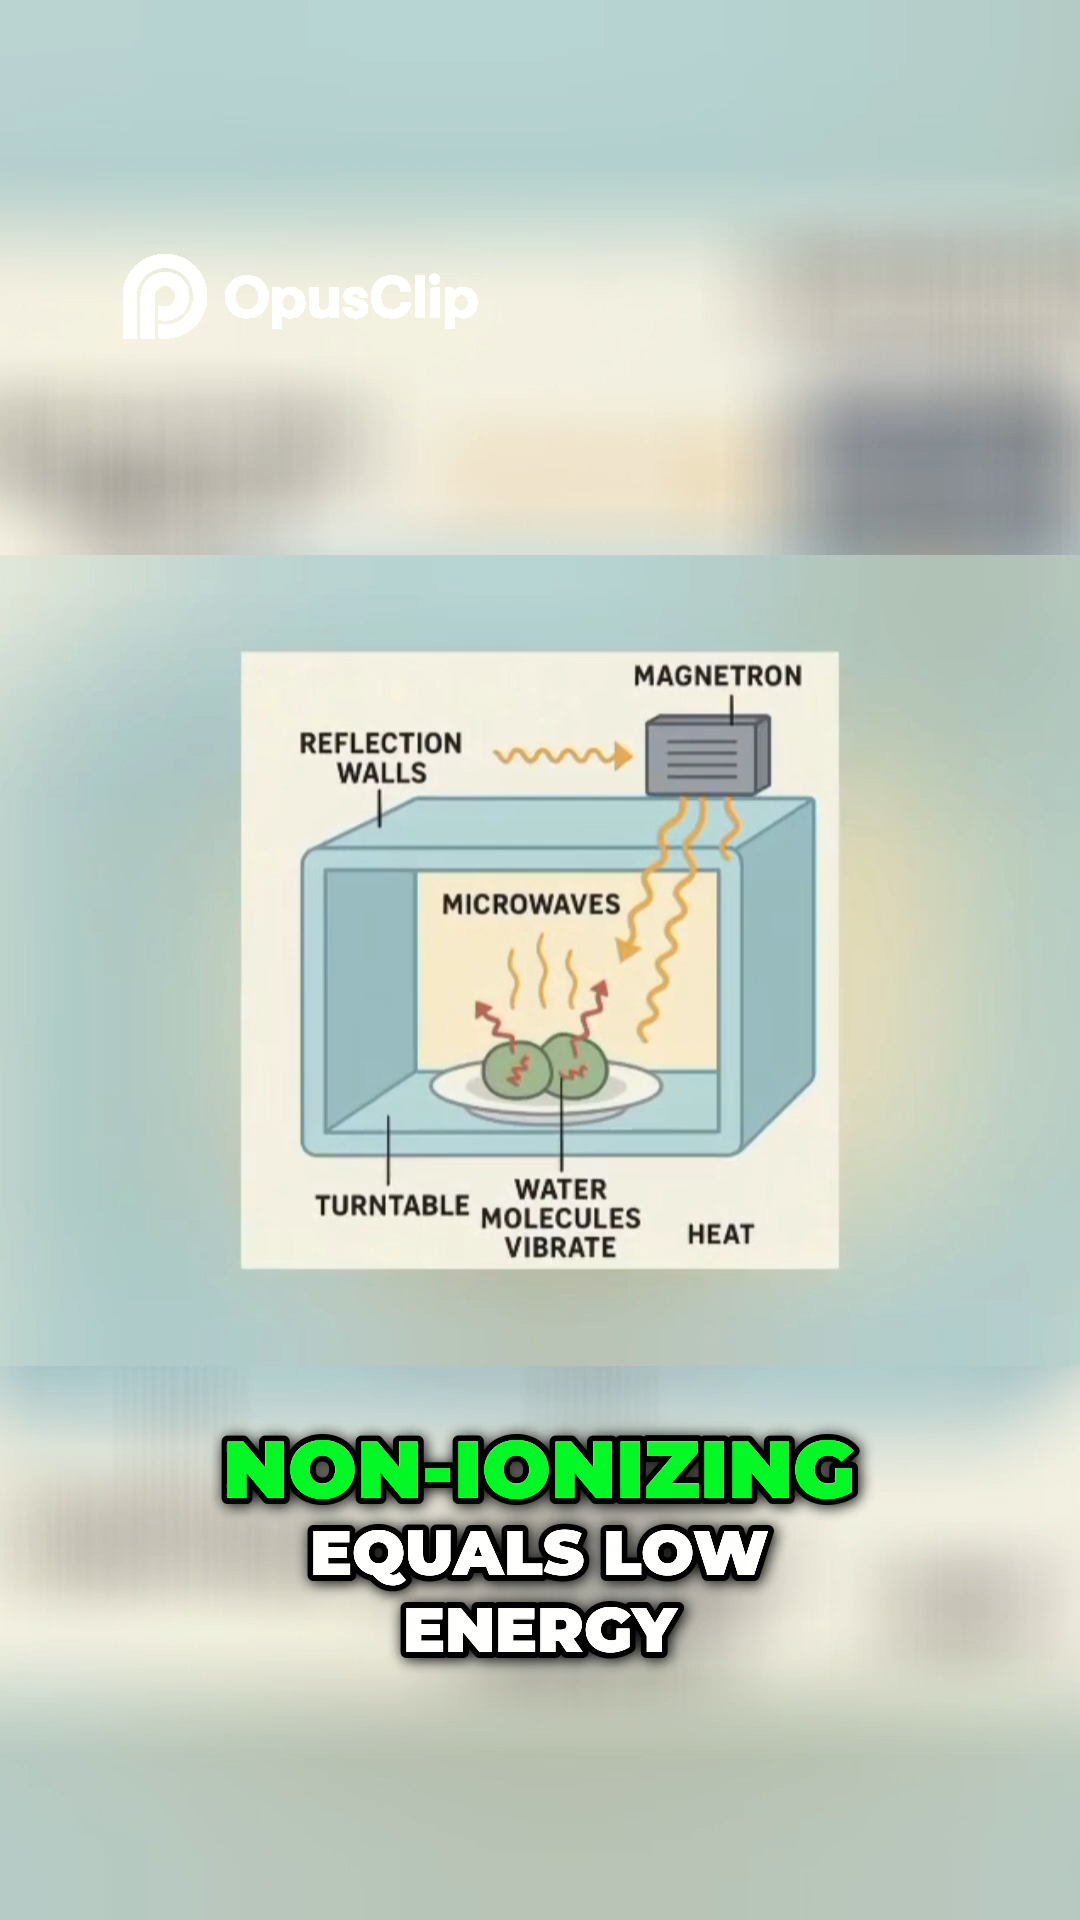 OpusClip
MAGNETRON
REFLECTION
WALLS
MICROWAVES
TURNTABLE
WATER
MOLECULES
VIBRATE
HEAT
NON-IONIZING
EQUALS LOW
ENERGY